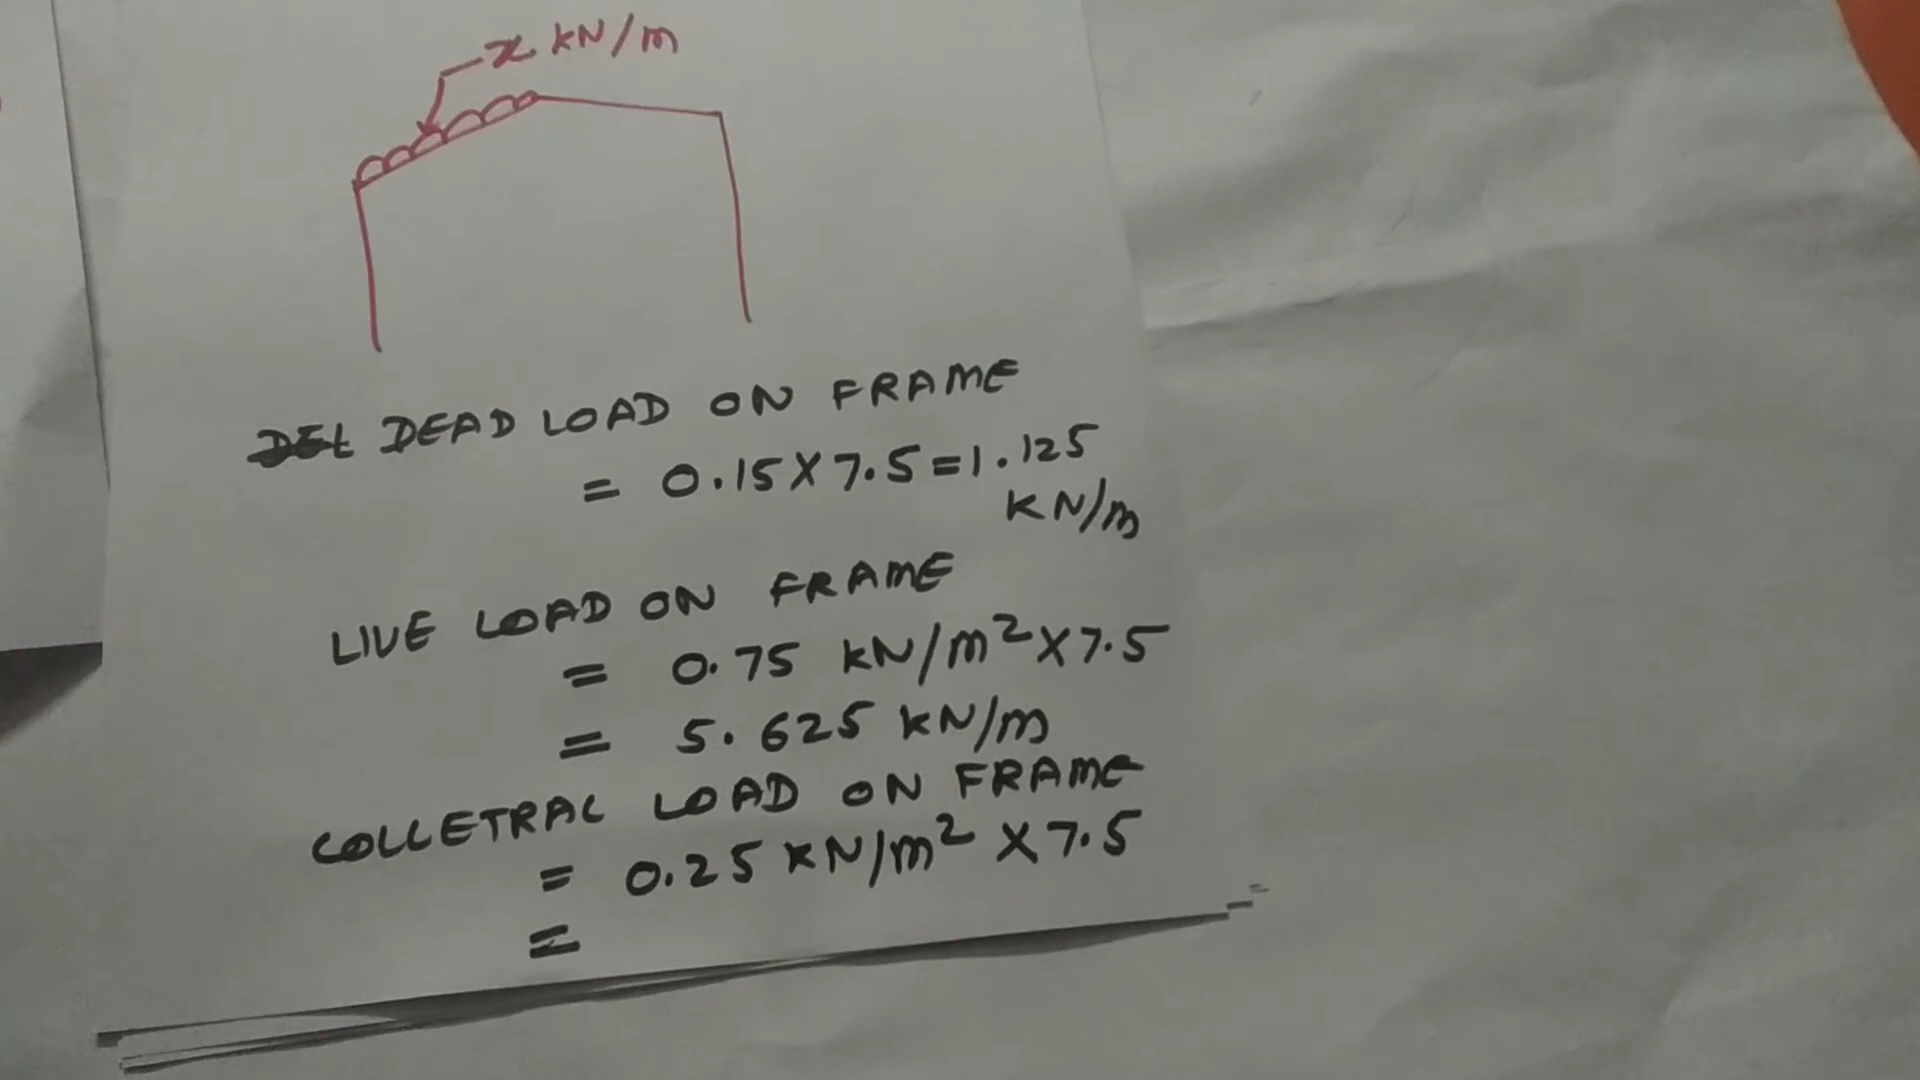 x kN/m
DEAD LOAD ON FRAME
= 0.15 X 7.5 = 1.125
KN/m
LIVE LOAD ON FRAME
= 0.75 kN/m² X 7.5
= 5.625 kN/m
COLLETRAL LOAD ON FRAME
= 0.25 KN/m² X 7.5
=